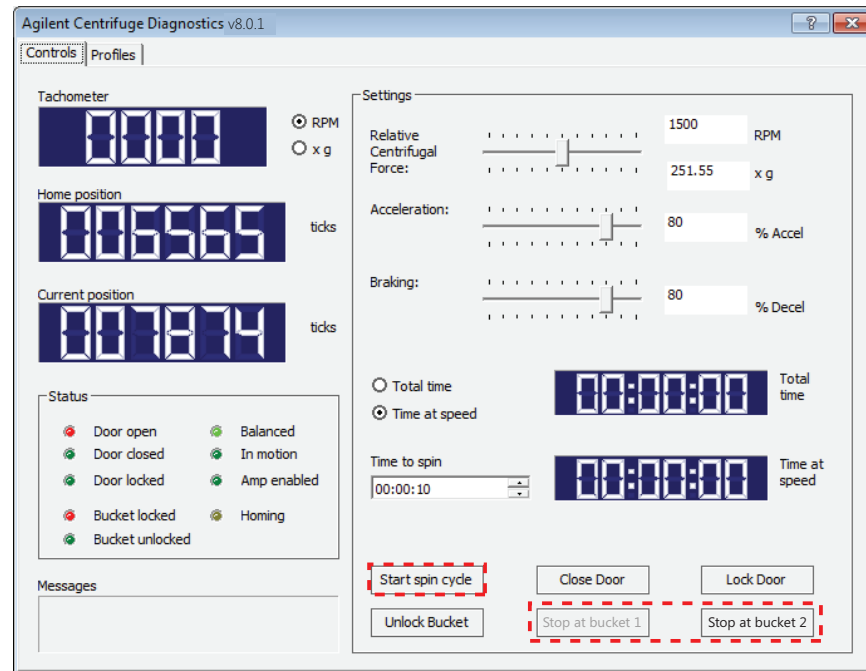 Agilent Centrifuge Diagnostics v8.0.1
Controls
Profiles
Tachometer
0000
RPM
x g
Home position
006565
ticks
Current position
007874
ticks
Status
Door open
Balanced
Door closed
In motion
Door locked
Amp enabled
Bucket locked
Homing
Bucket unlocked
Messages
Settings
Relative
Centrifugal
Force:
1500
RPM
251.55
x g
Acceleration:
80
% Accel
Braking:
80
% Decel
Total time
Time at speed
00:00:00
Total
time
Time to spin
00:00:10
00:00:00
Time at
speed
Start spin cycle
Close Door
Lock Door
Unlock Bucket
Stop at bucket 1
Stop at bucket 2